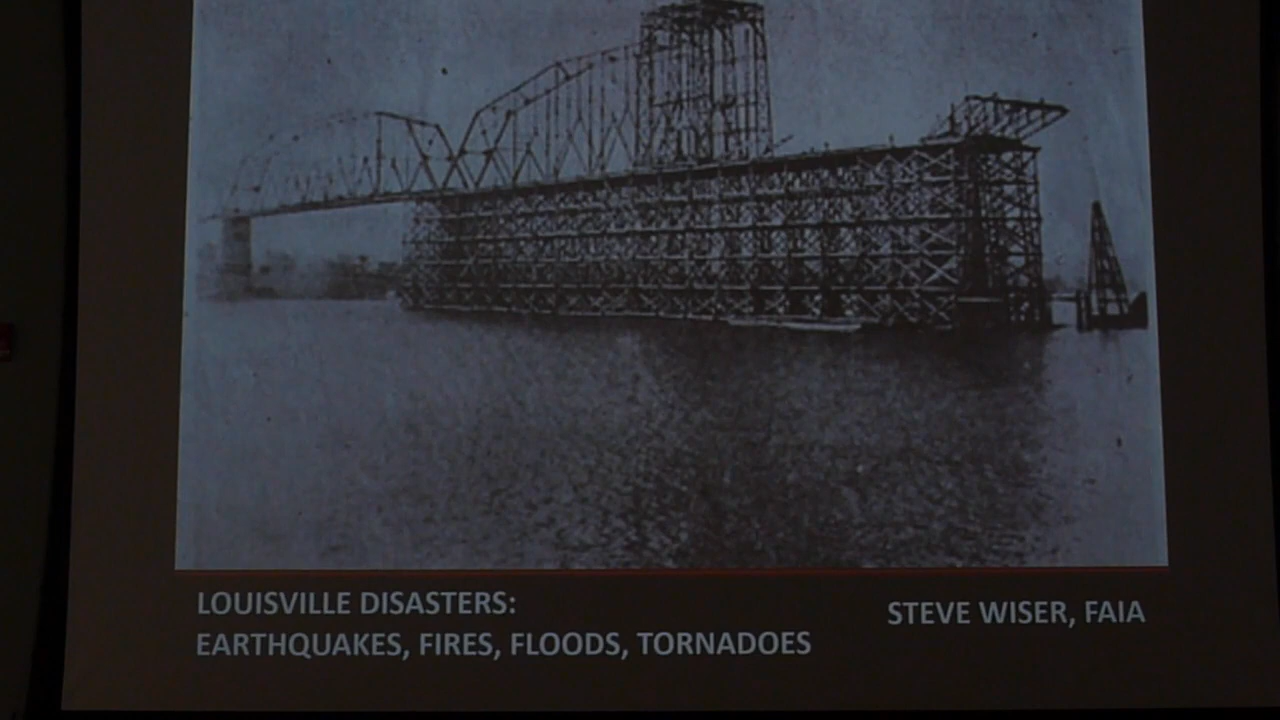 LOUISVILLE DISASTERS:
EARTHQUAKES, FIRES, FLOODS, TORNADOES
STEVE WISER, FAIA